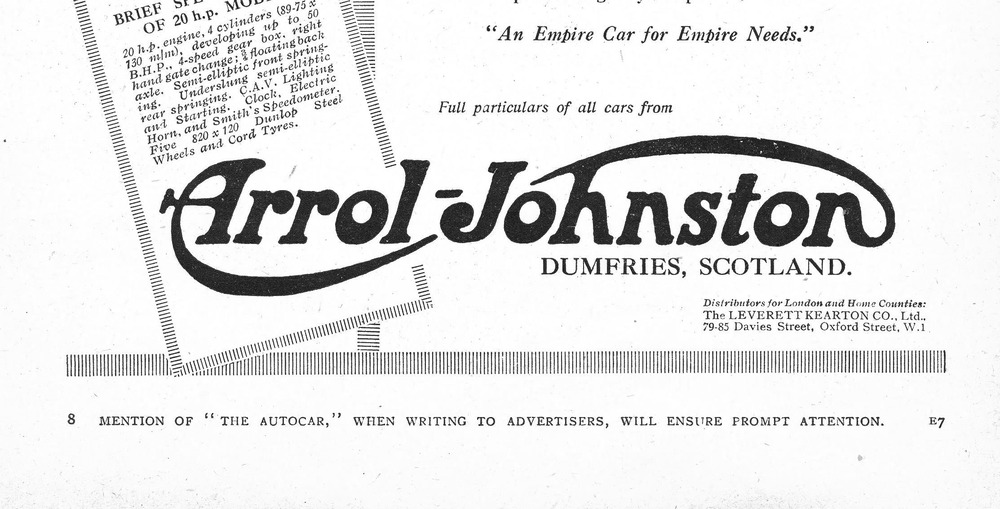 BRIEF SPE
OF 20 h.p. MOD
20 h.p. engine, 4 cylinders (89-75 x
130 m/m), developing up to 50
B.H.P., 4-speed gear box, right
hand gate change; ¾ floating back
axle. Semi-elliptic front spring-
ing. Underslung semi-elliptic
rear springing. C.A.V. Lighting
and Starting. Clock, Electric
Horn, and Smith's Speedometer.
Five 820 x 120 Dunlop Steel
Wheels and Cord Tyres.
"An Empire Car for Empire Needs."
Full particulars of all cars from
Arrol-Johnston
DUMFRIES, SCOTLAND.
Distributors for London and Home Counties:
The LEVERETT KEARTON CO., Ltd.,
79-85 Davies Street, Oxford Street, W.1
8 MENTION OF "THE AUTOCAR," WHEN WRITING TO ADVERTISERS, WILL ENSURE PROMPT ATTENTION. E7